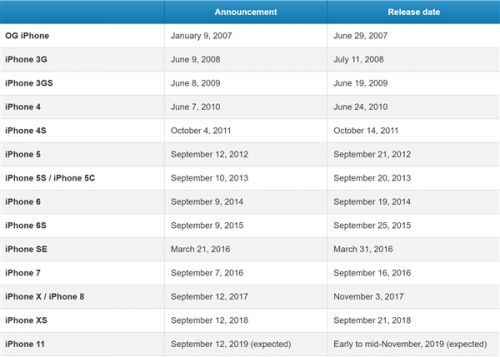 Announcement Release date
OG iPhone January 9, 2007 June 29, 2007
iPhone 3G June 9, 2008 July 11, 2008
iPhone 3GS June 8, 2009 June 19, 2009
iPhone 4 June 7, 2010 June 24, 2010
iPhone 4S October 4, 2011 October 14, 2011
iPhone 5 September 12, 2012 September 21, 2012
iPhone 5S / iPhone 5C September 10, 2013 September 20, 2013
iPhone 6 September 9, 2014 September 19, 2014
iPhone 6S September 9, 2015 September 25, 2015
iPhone SE March 21, 2016 March 31, 2016
iPhone 7 September 7, 2016 September 16, 2016
iPhone X / iPhone 8 September 12, 2017 November 3, 2017
iPhone XS September 12, 2018 September 21, 2018
iPhone 11 September 12, 2019 (expected) Early to mid-November, 2019 (expected)